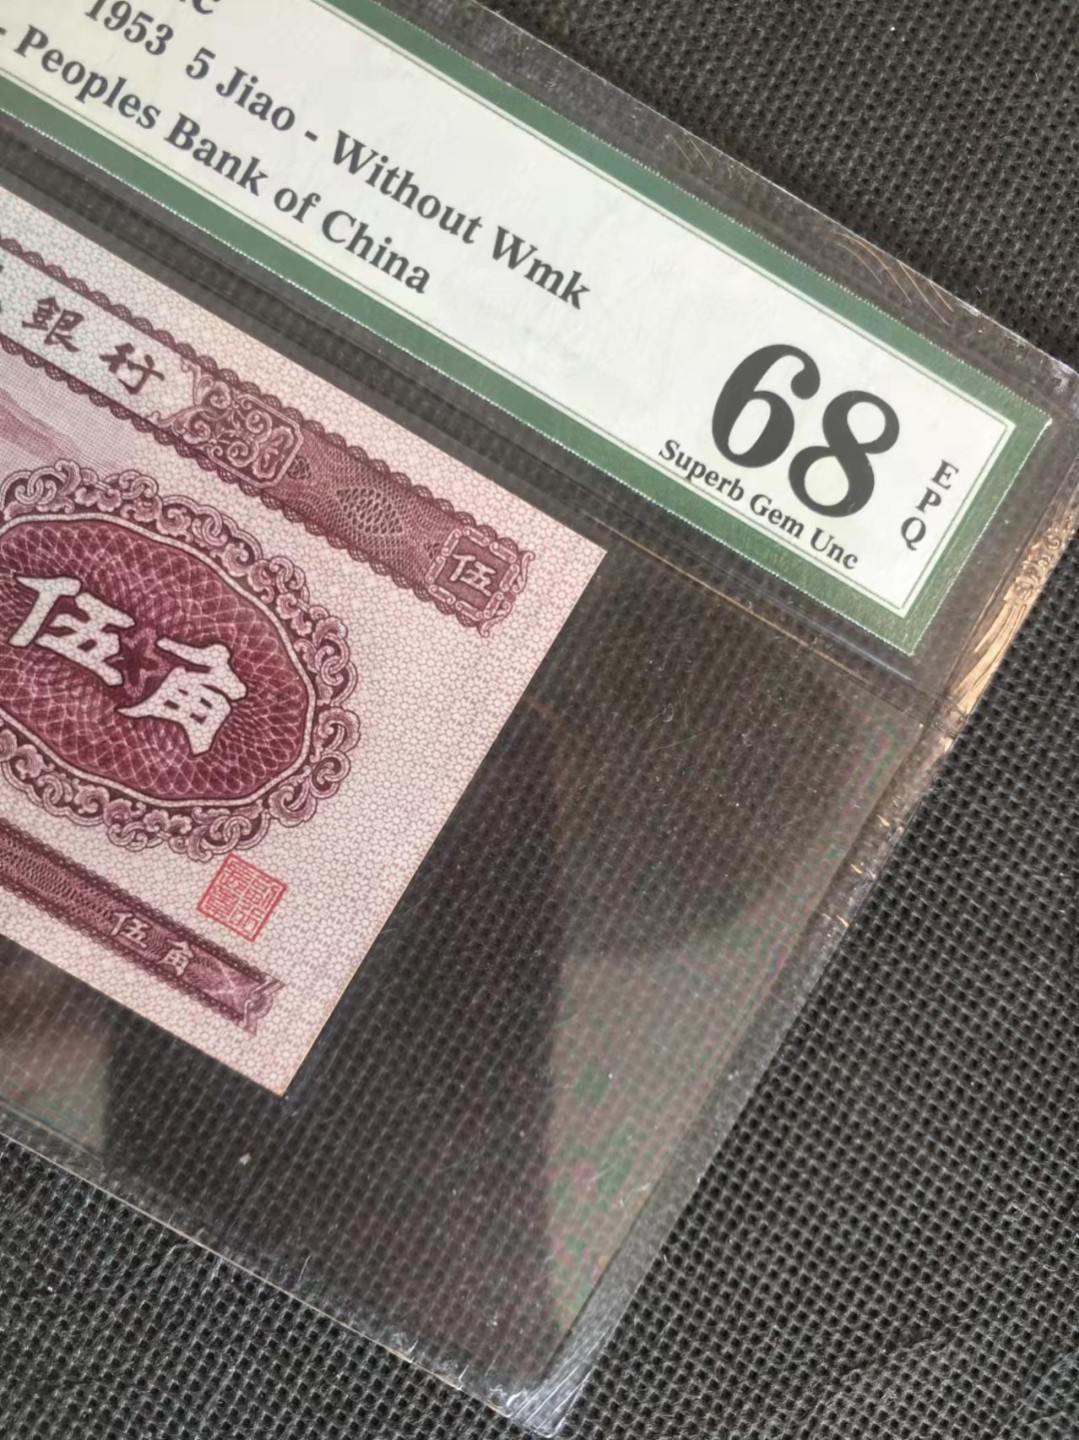 1953 5 Jiao - Without Wmk
- Peoples Bank of China
68
EPQ
Superb Gem Unc
銀行
伍
伍角
伍角